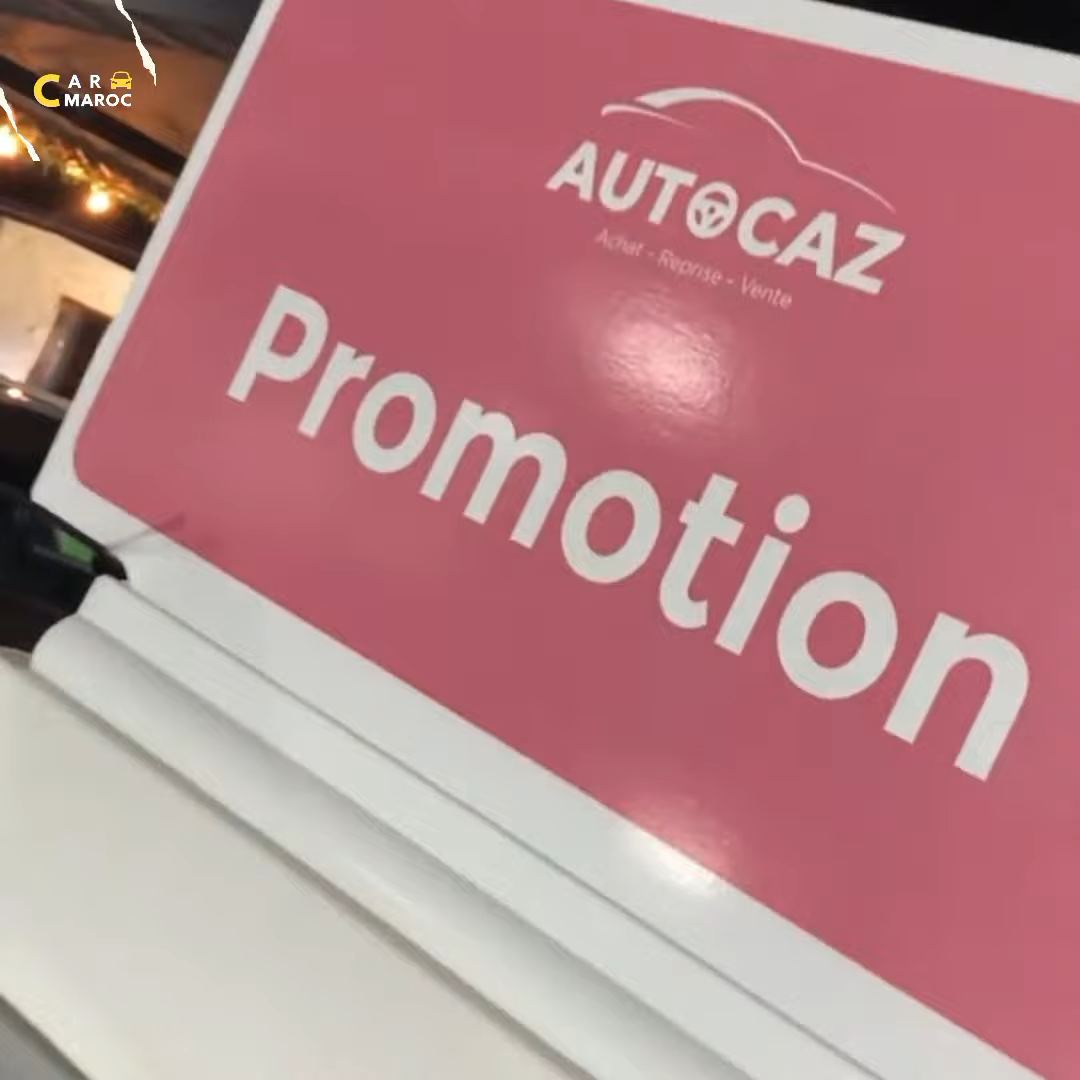 CAR
MAROC
AUTOCAZ
Achat - Reprise - Vente
Promotion